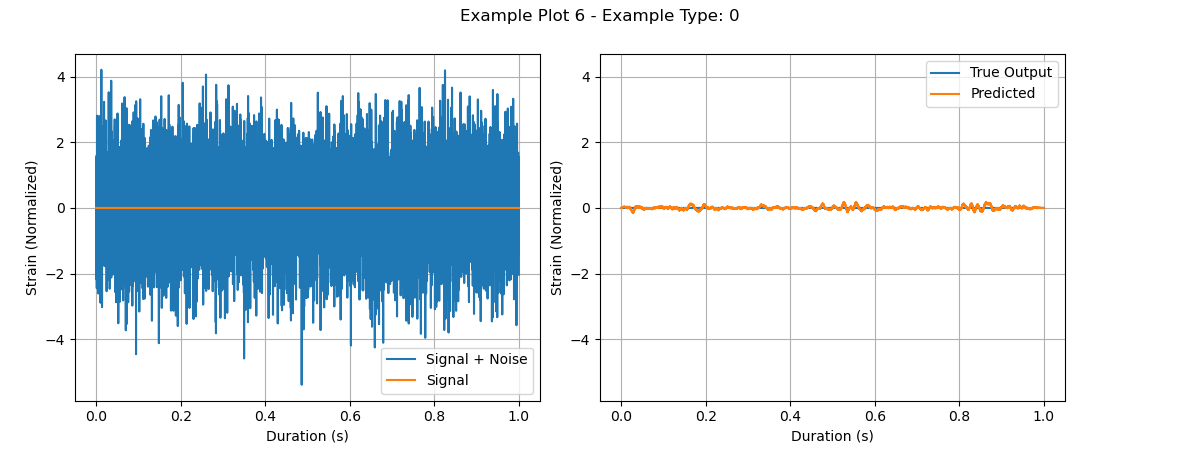 Example Plot 6 - Example Type: 0
4
2
0
−2
−4
Strain (Normalized)
0.0 0.2 0.4 0.6 0.8 1.0
Duration (s)
Signal + Noise
Signal
4
2
0
−2
−4
Strain (Normalized)
0.0 0.2 0.4 0.6 0.8 1.0
Duration (s)
True Output
Predicted